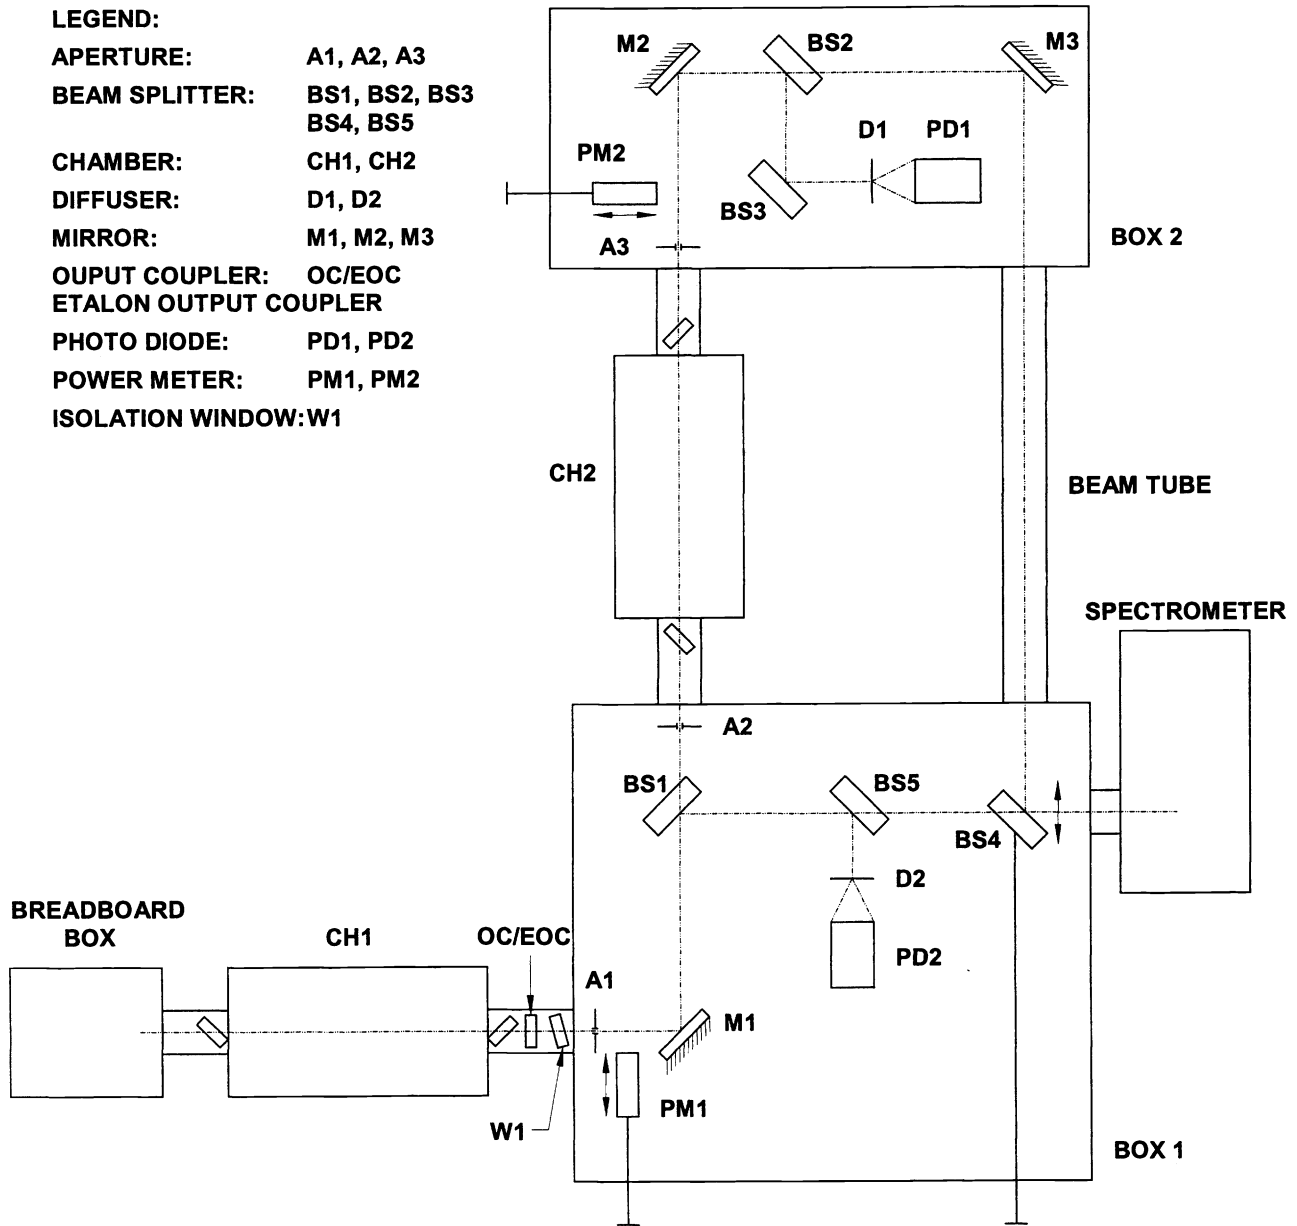 LEGEND:
APERTURE: A1, A2, A3
BEAM SPLITTER: BS1, BS2, BS3
BS4, BS5
CHAMBER: CH1, CH2
DIFFUSER: D1, D2
MIRROR: M1, M2, M3
OUPUT COUPLER: OC/EOC
ETALON OUTPUT COUPLER
PHOTO DIODE: PD1, PD2
POWER METER: PM1, PM2
ISOLATION WINDOW: W1
M2
BS2
M3
D1
PD1
PM2
BS3
A3
BOX 2
CH2
BEAM TUBE
SPECTROMETER
A2
BS1
BS5
BS4
D2
PD2
BREADBOARD
BOX
CH1
OC/EOC
A1
M1
PM1
W1
BOX 1